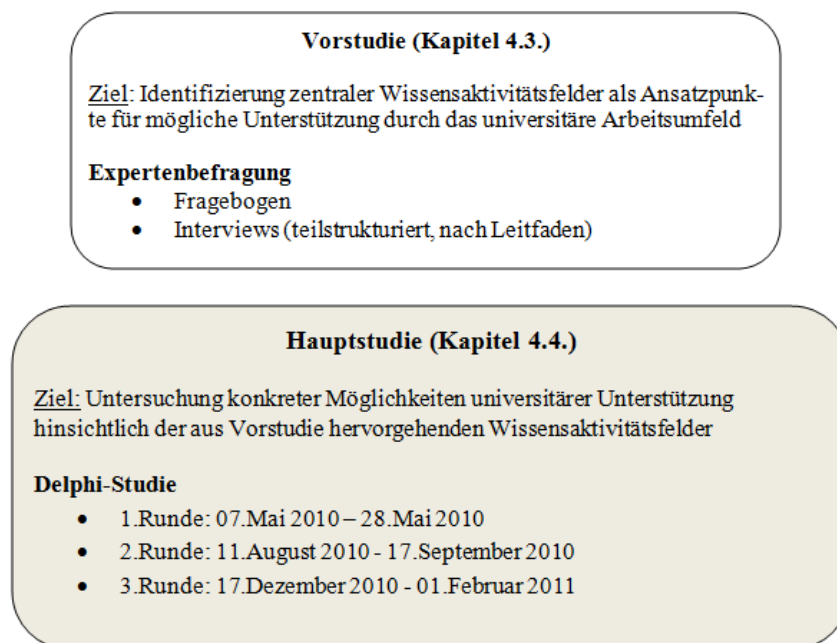 Vorstudie (Kapitel 4.3.)
Ziel: Identifizierung zentraler Wissensaktivitätsfelder als Ansatzpunk-
te für mögliche Unterstützung durch das universitäre Arbeitsumfeld
Expertenbefragung
• Fragebogen
• Interviews (teilstrukturiert, nach Leitfaden)
Hauptstudie (Kapitel 4.4.)
Ziel: Untersuchung konkreter Möglichkeiten universitärer Unterstützung
hinsichtlich der aus Vorstudie hervorgehenden Wissensaktivitätsfelder
Delphi-Studie
• 1.Runde: 07.Mai 2010 – 28.Mai 2010
• 2.Runde: 11.August 2010 - 17.September 2010
• 3.Runde: 17.Dezember 2010 - 01.Februar 2011